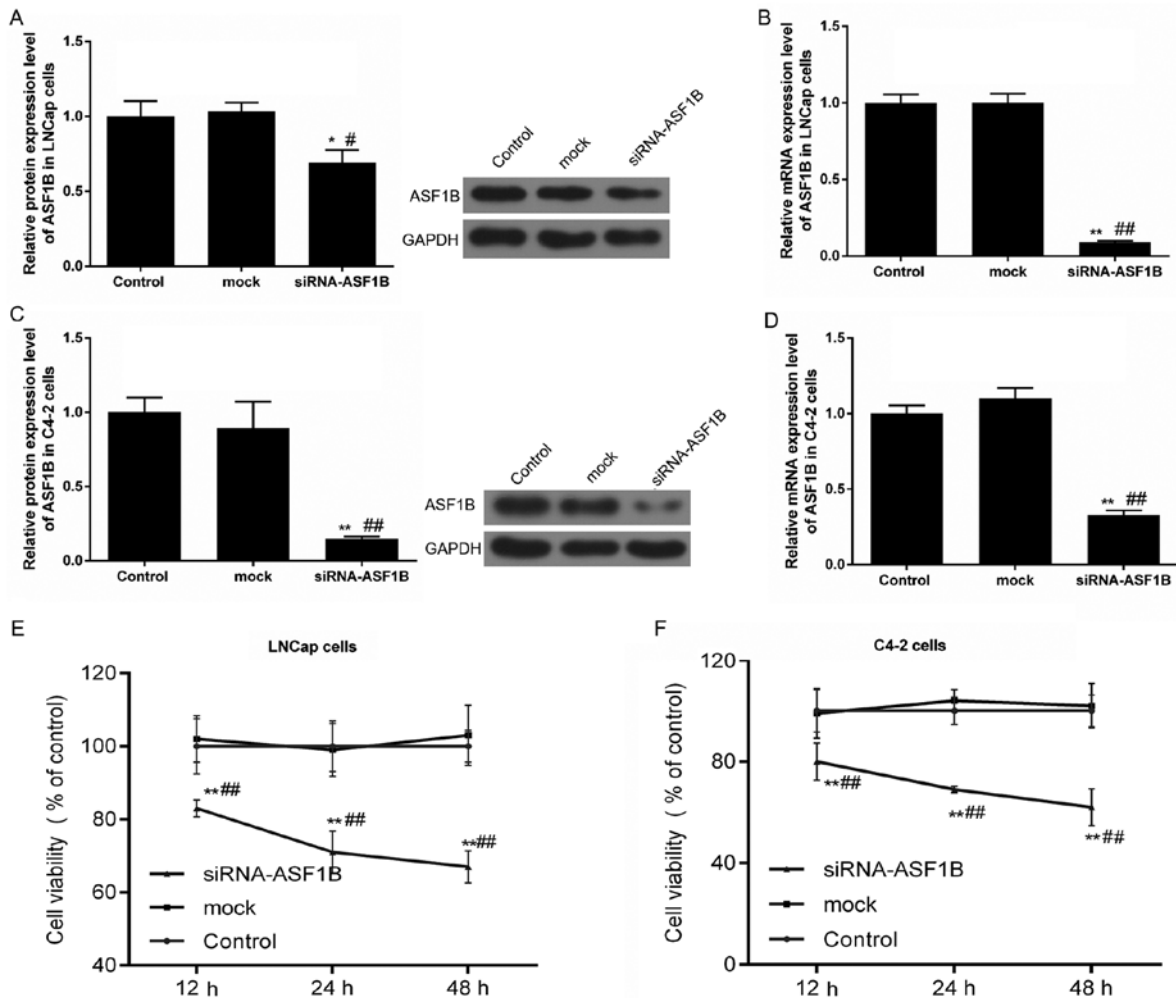 A
Relative protein expression level
of ASF1B in LNCap cells
1.5
1.0
0.5
0.0
* #
Control
mock
siRNA-ASF1B
Control
mock
siRNA-ASF1B
ASF1B
GAPDH
B
Relative mRNA expression level
of ASF1B in LNCap cells
1.5
1.0
0.5
0.0
** ##
Control
mock
siRNA-ASF1B
C
Relative protein expression level
of ASF1B in C4-2 cells
1.5
1.0
0.5
0.0
** ##
Control
mock
siRNA-ASF1B
Control
mock
siRNA-ASF1B
ASF1B
GAPDH
D
Relative mRNA expression level
of ASF1B in C4-2 cells
1.5
1.0
0.5
0.0
** ##
Control
mock
siRNA-ASF1B
E
LNCap cells
Cell viability ( % of control)
120
100
80
60
40
**##
**##
**##
siRNA-ASF1B
mock
Control
12 h
24 h
48 h
F
C4-2 cells
Cell viability ( % of control)
120
80
40
0
**##
**##
**##
siRNA-ASF1B
mock
Control
12 h
24 h
48 h